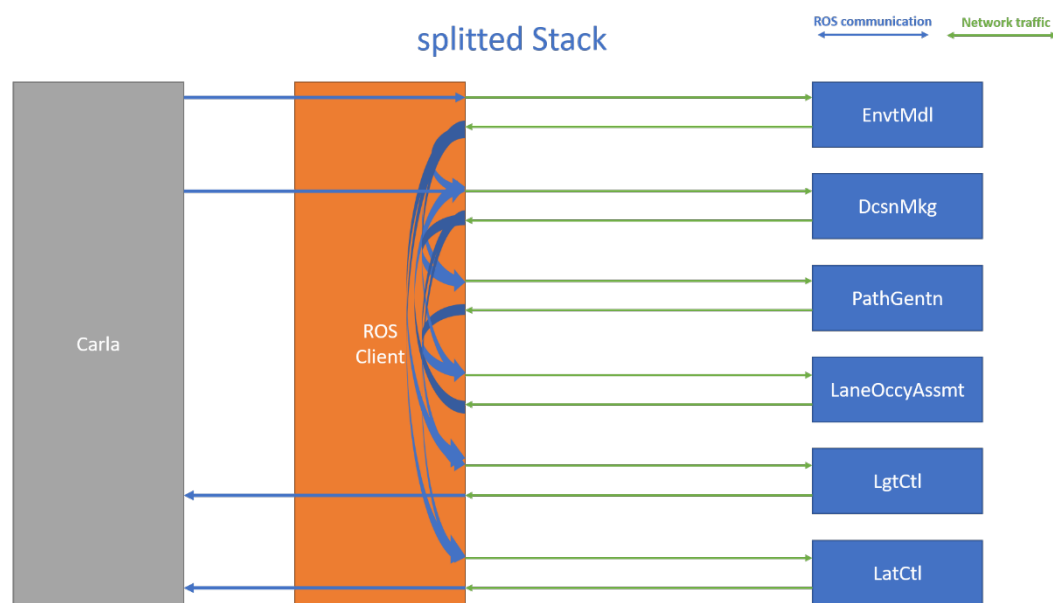 splitted Stack
ROS communication
Network traffic
Carla
ROS
Client
EnvtMdl
DcsnMkg
PathGentn
LaneOccyAssmt
LgtCtl
LatCtl